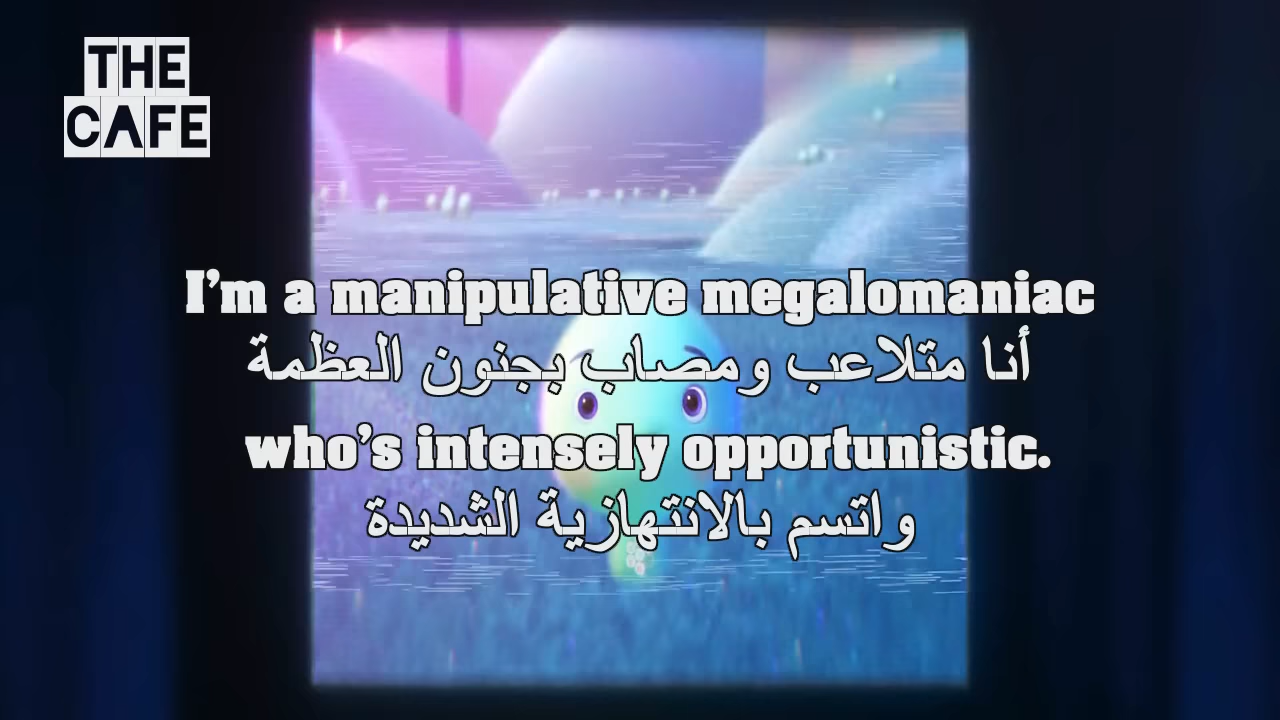 THE
CAFE
I'm a manipulative megalomaniac
أنا متلاعب ومصاب بجنون العظمة
who's intensely opportunistic.
واتسم بالانتهازية الشديدة